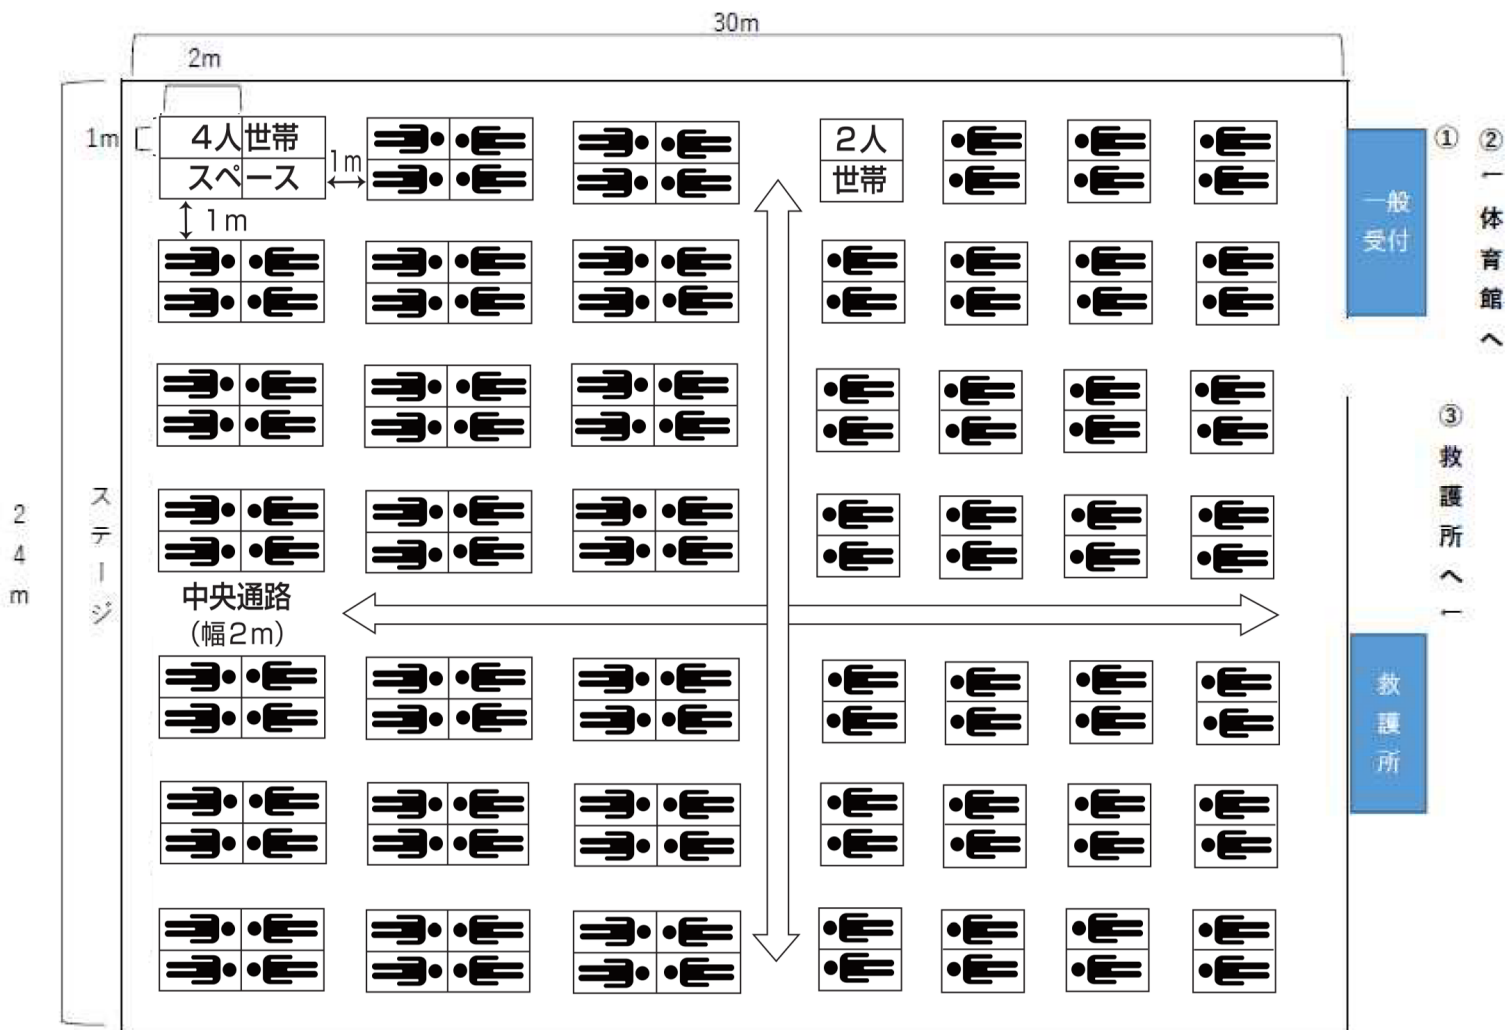 30m
2m
1m
4人世帯
スペース
1m
1m
2人
世帯
一般
受付
①
②←体育館へ
③救護所へ←
24m
ステージ
中央通路
(幅2m)
救護所